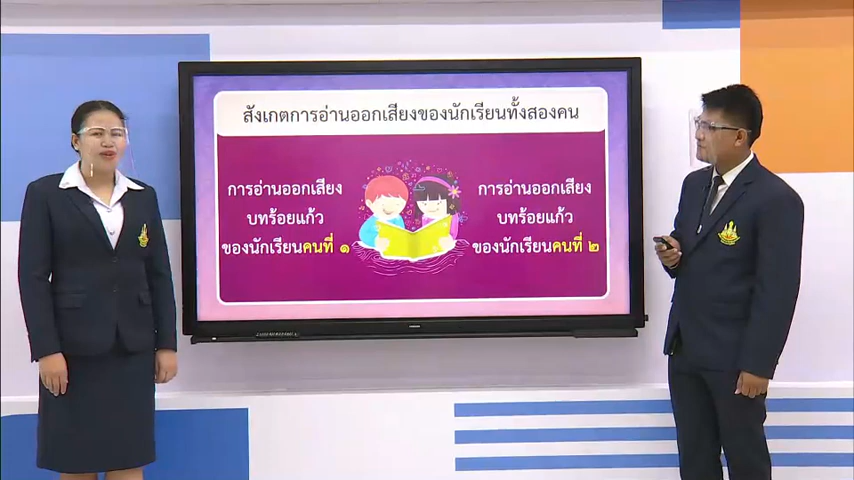 สังเกตการอ่านออกเสียงของนักเรียนทั้งสองคน
การอ่านออกเสียง
บทร้อยแก้ว
ของนักเรียนคนที่ ๑
การอ่านออกเสียง
บทร้อยแก้ว
ของนักเรียนคนที่ ๒